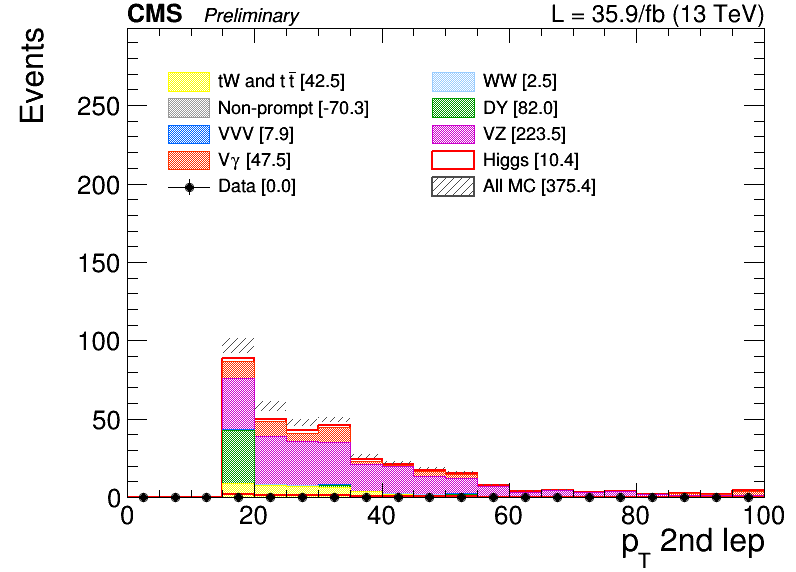 CMS Preliminary L = 35.9/fb (13 TeV)
Events
tW and t t̄ [42.5] WW [2.5]
Non-prompt [-70.3] DY [82.0]
VVV [7.9] VZ [223.5]
Vγ [47.5] Higgs [10.4]
Data [0.0] All MC [375.4]
250
200
150
100
50
0
0 20 40 60 80 100
p_T 2nd lep